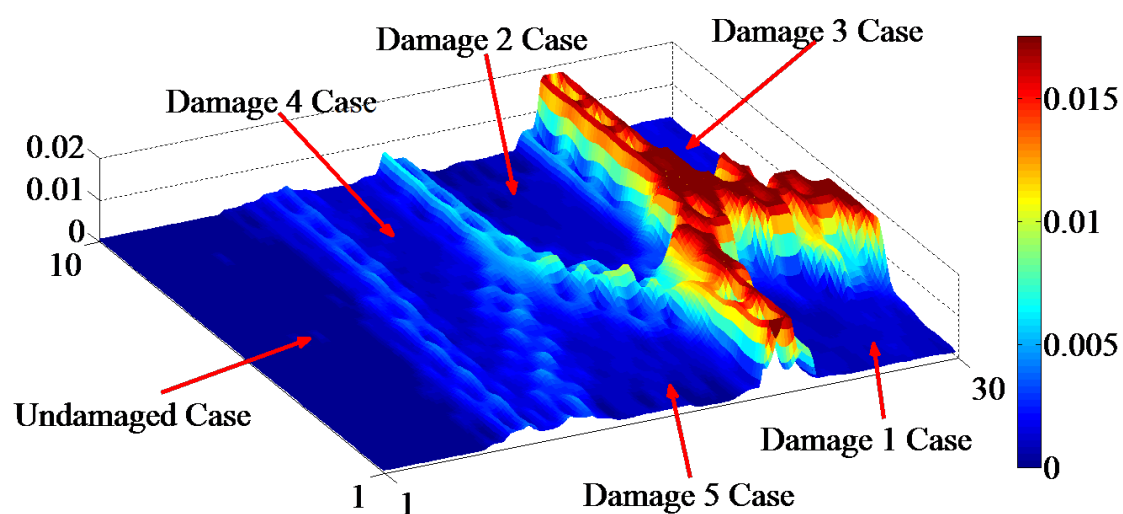 Damage 2 Case
Damage 3 Case
Damage 4 Case
0.02
0.01
0
10
Undamaged Case
1
1
Damage 5 Case
Damage 1 Case
30
0.015
0.01
0.005
0